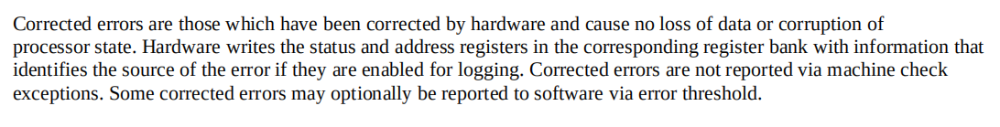 Corrected errors are those which have been corrected by hardware and cause no loss of data or corruption of
processor state. Hardware writes the status and address registers in the corresponding register bank with information that
identifies the source of the error if they are enabled for logging. Corrected errors are not reported via machine check
exceptions. Some corrected errors may optionally be reported to software via error threshold.